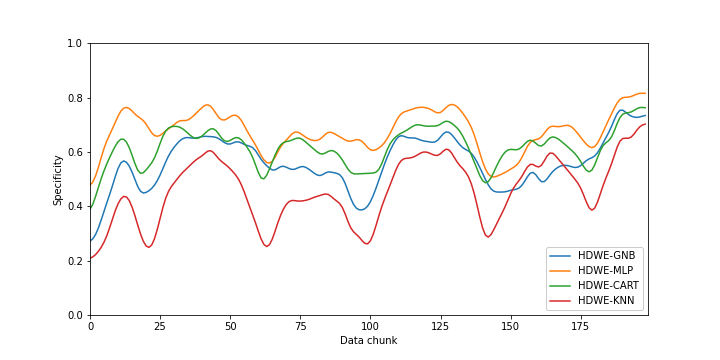 1.0
0.8
0.6
0.4
0.2
0.0
Specificity
0 25 50 75 100 125 150 175
Data chunk
HDWE-GNB
HDWE-MLP
HDWE-CART
HDWE-KNN